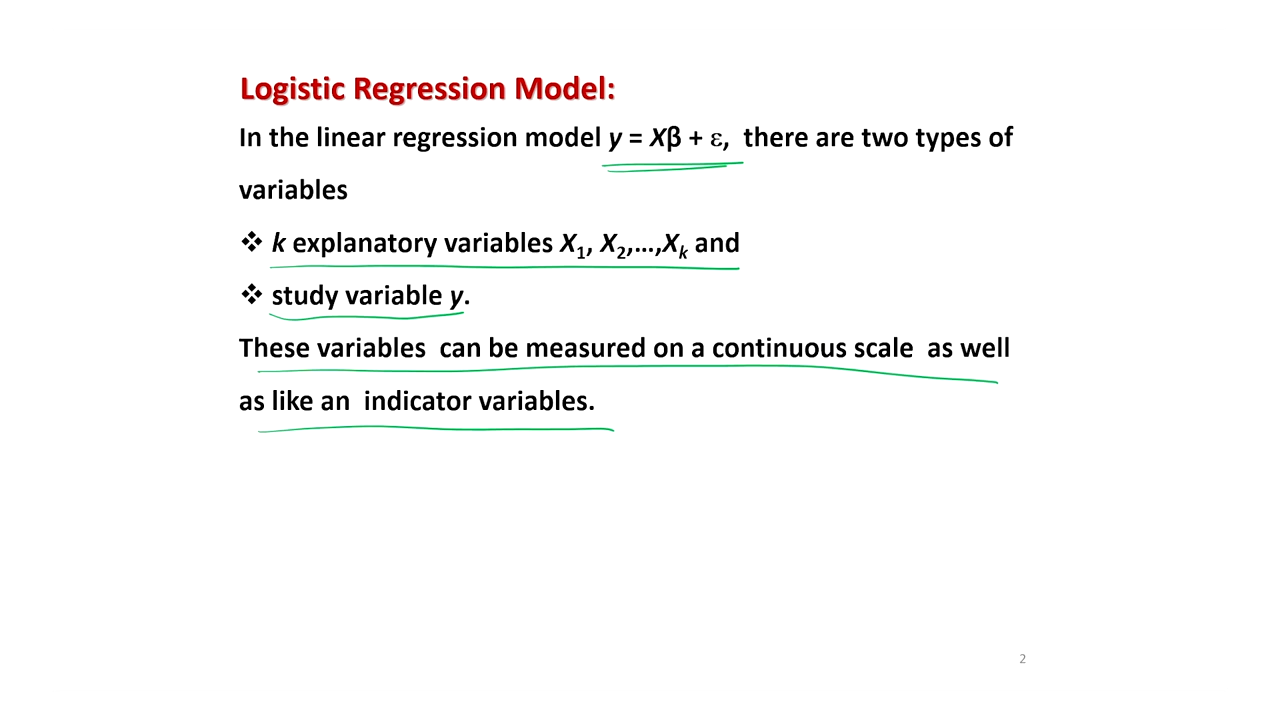 Logistic Regression Model:
In the linear regression model y = Xβ + ε, there are two types of
variables
❖ k explanatory variables X₁, X₂,...,Xₖ and
❖ study variable y.
These variables can be measured on a continuous scale as well
as like an indicator variables.
2